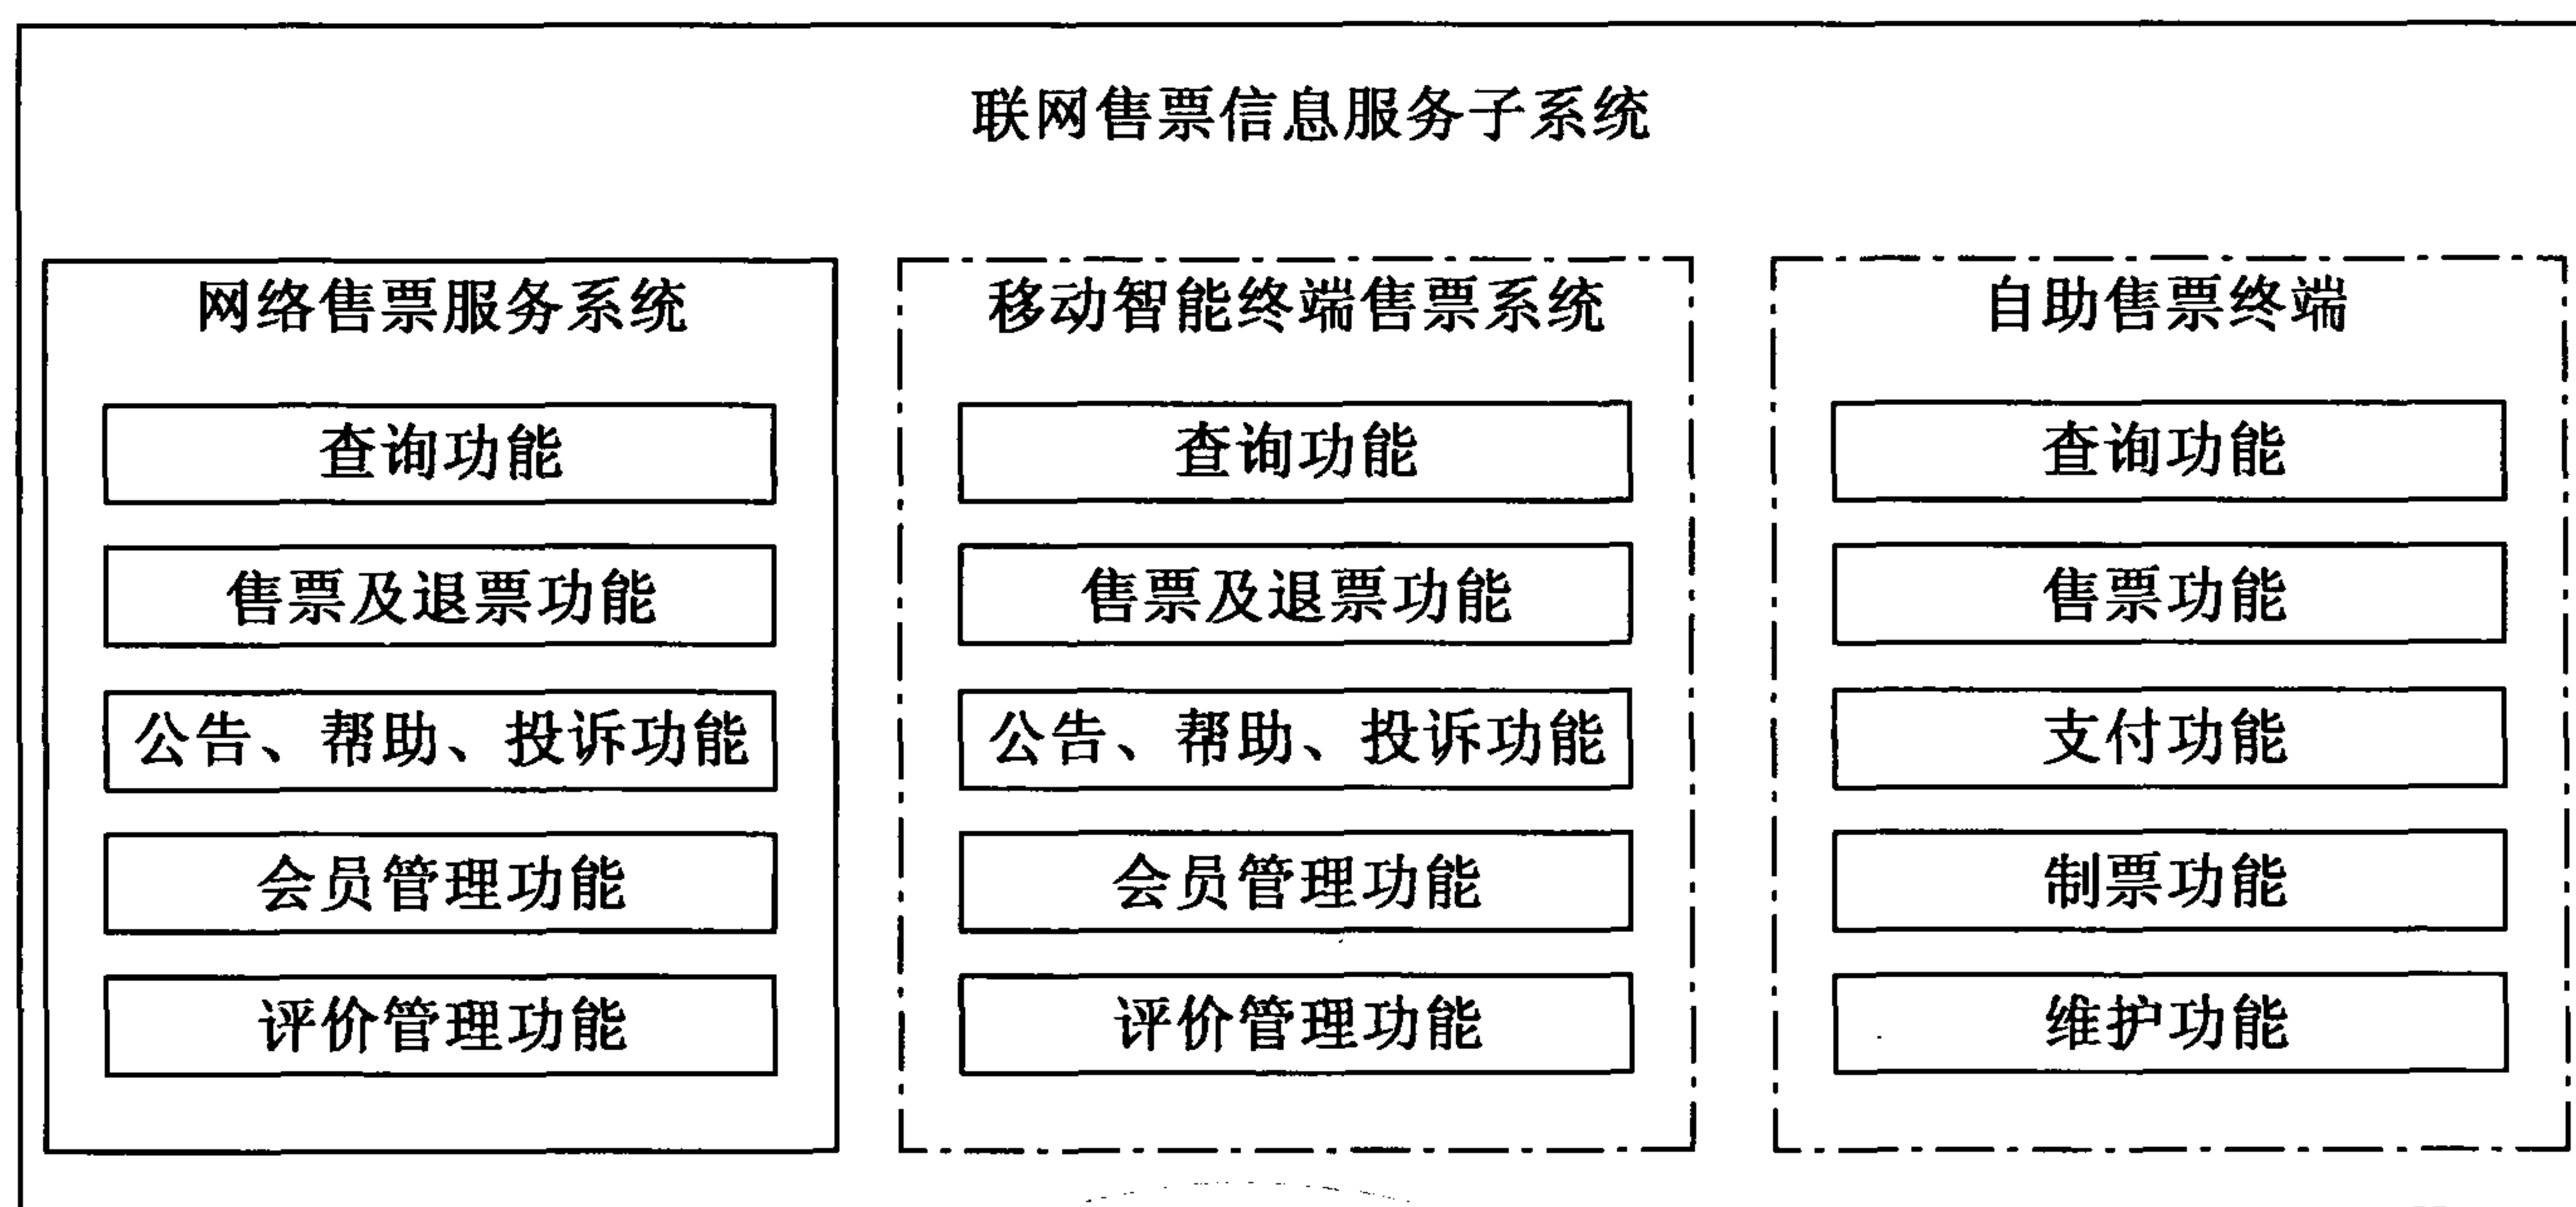 联网售票信息服务子系统
网络售票服务系统
查询功能
售票及退票功能
公告、帮助、投诉功能
会员管理功能
评价管理功能
移动智能终端售票系统
查询功能
售票及退票功能
公告、帮助、投诉功能
会员管理功能
评价管理功能
自助售票终端
查询功能
售票功能
支付功能
制票功能
维护功能